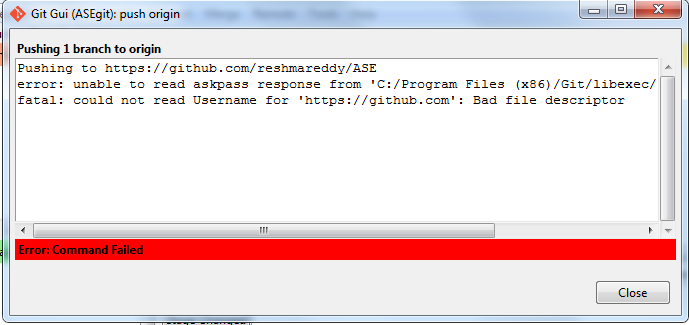 Git Gui (ASEgit): push origin
Pushing 1 branch to origin
Pushing to https://github.com/reshmareddy/ASE
error: unable to read askpass response from 'C:/Program Files (x86)/Git/libexec/
fatal: could not read Username for 'https://github.com': Bad file descriptor
Error: Command Failed
Close